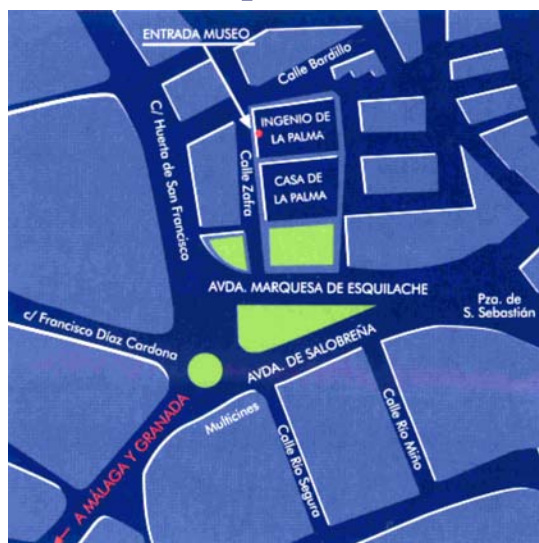 ENTRADA MUSEO
Calle Bardillo
INGENIO DE
LA PALMA
C/ Huerta de San Francisco
Calle Zafra
CASA DE
LA PALMA
AVDA. MARQUESA DE ESQUILACHE
Pza. de
S. Sebastián
c/ Francisco Díaz Cardona
AVDA. DE SALOBREÑA
Multicines
Calle Río Segura
Calle Río Miño
A MÁLAGA Y GRANADA